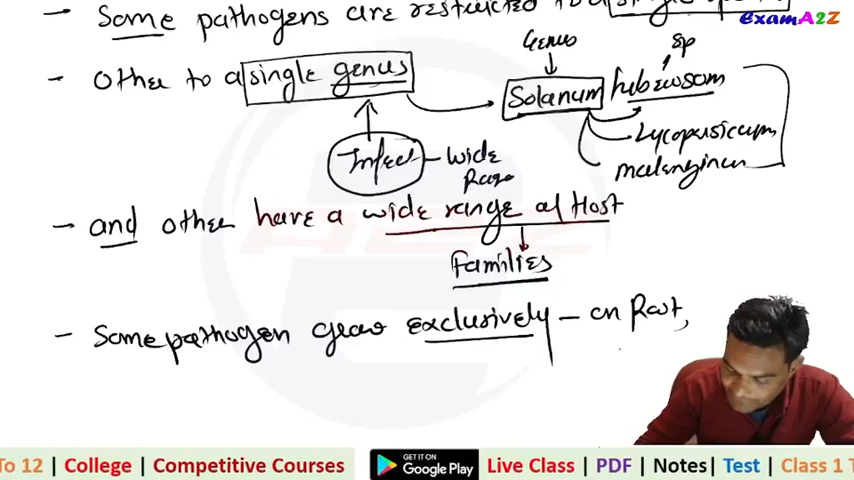 - Some pathogens are restricted to a single
ExamA2Z
Genus
sp
- Other to a single genus
Solanum tuberosum
Lycopersicum
melongena
Infect - wide
Rage
- and other have a wide range of Host
Families
- Some pathogen grow exclusively - on Root,
To 12 | College | Competitive Courses
GET IT ON
Google Play
Live Class | PDF | Notes | Test | Class 1 T